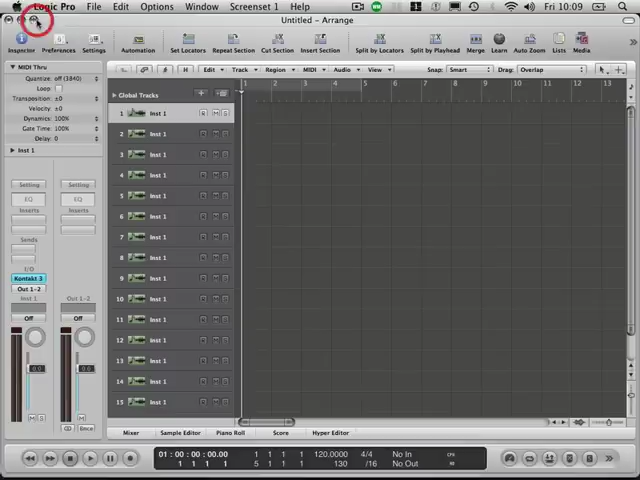 Logic Pro File Edit Options Window Screenset 1 Help Fri 10:09
Untitled - Arrange
Inspector Preferences Settings Automation Set Locators Repeat Section Cut Section Insert Section Split by Locators Split by Playhead Merge Learn Auto Zoom Lists Media
MIDI Thru
Quantize: off (3840)
Loop:
Transposition: ±0
Velocity: ±0
Dynamics: 100%
Gate Time: 100%
Delay: 0
Inst 1
Setting Setting
EQ EQ
Inserts Inserts
Sends
I/O
Kontakt 3
Out 1-2
Inst 1 Out 1-2
Off Off
0.0 0.0
M S M
Bnce
H Edit Track Region MIDI Audio View Snap: Smart Drag: Overlap
1 2 3 4 5 6 7 8 9 10 11 12 13
Global Tracks
1 Inst 1 R M S
2 Inst 1 R M S
3 Inst 1 R M S
4 Inst 1 R M S
5 Inst 1 R M S
6 Inst 1 R M S
7 Inst 1 R M S
8 Inst 1 R M S
9 Inst 1 R M S
10 Inst 1 R M S
11 Inst 1 R M S
12 Inst 1 R M S
13 Inst 1 R M S
14 Inst 1 R M S
15 Inst 1 R M S
Mixer Sample Editor Piano Roll Score Hyper Editor
01 : 00 : 00 : 00.00 1 1 1 1 120.0000 4/4 No In CPU
1 1 1 1 5 1 1 1 130 /16 No Out